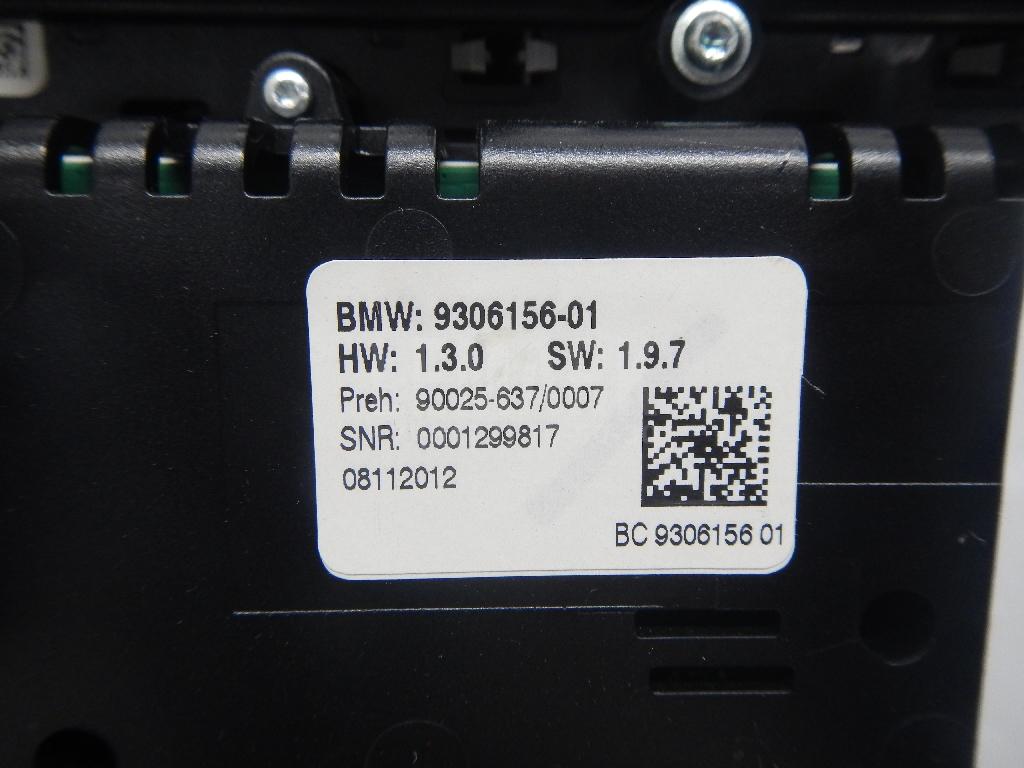 BMW: 9306156-01
HW: 1.3.0 SW: 1.9.7
Preh: 90025-637/0007
SNR: 0001299817
08112012
BC 9306156 01